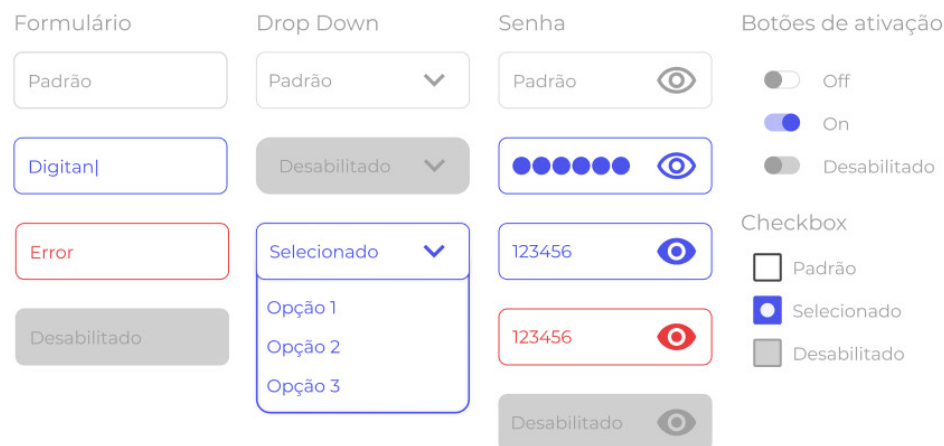 Formulário
Padrão
Digitan|
Error
Desabilitado
Drop Down
Padrão
Desabilitado
Selecionado
Opção 1
Opção 2
Opção 3
Senha
Padrão
123456
123456
Desabilitado
Botões de ativação
Off
On
Desabilitado
Checkbox
Padrão
Selecionado
Desabilitado